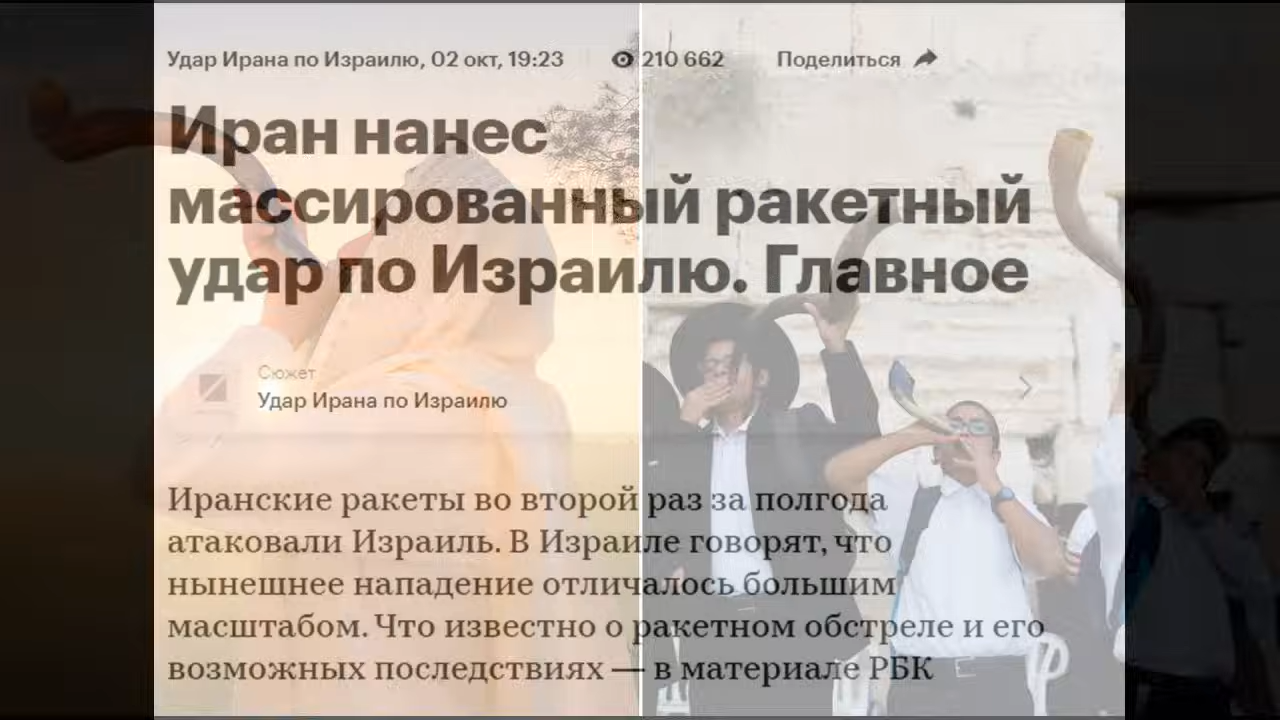 Удар Ирана по Израилю, 02 окт, 19:23 210 662 Поделиться
Иран нанес
массированный ракетный
удар по Израилю. Главное
Сюжет
Удар Ирана по Израилю
Иранские ракеты во второй раз за полгода
атаковали Израиль. В Израиле говорят, что
нынешнее нападение отличалось большим
масштабом. Что известно о ракетном обстреле и его
возможных последствиях — в материале РБК